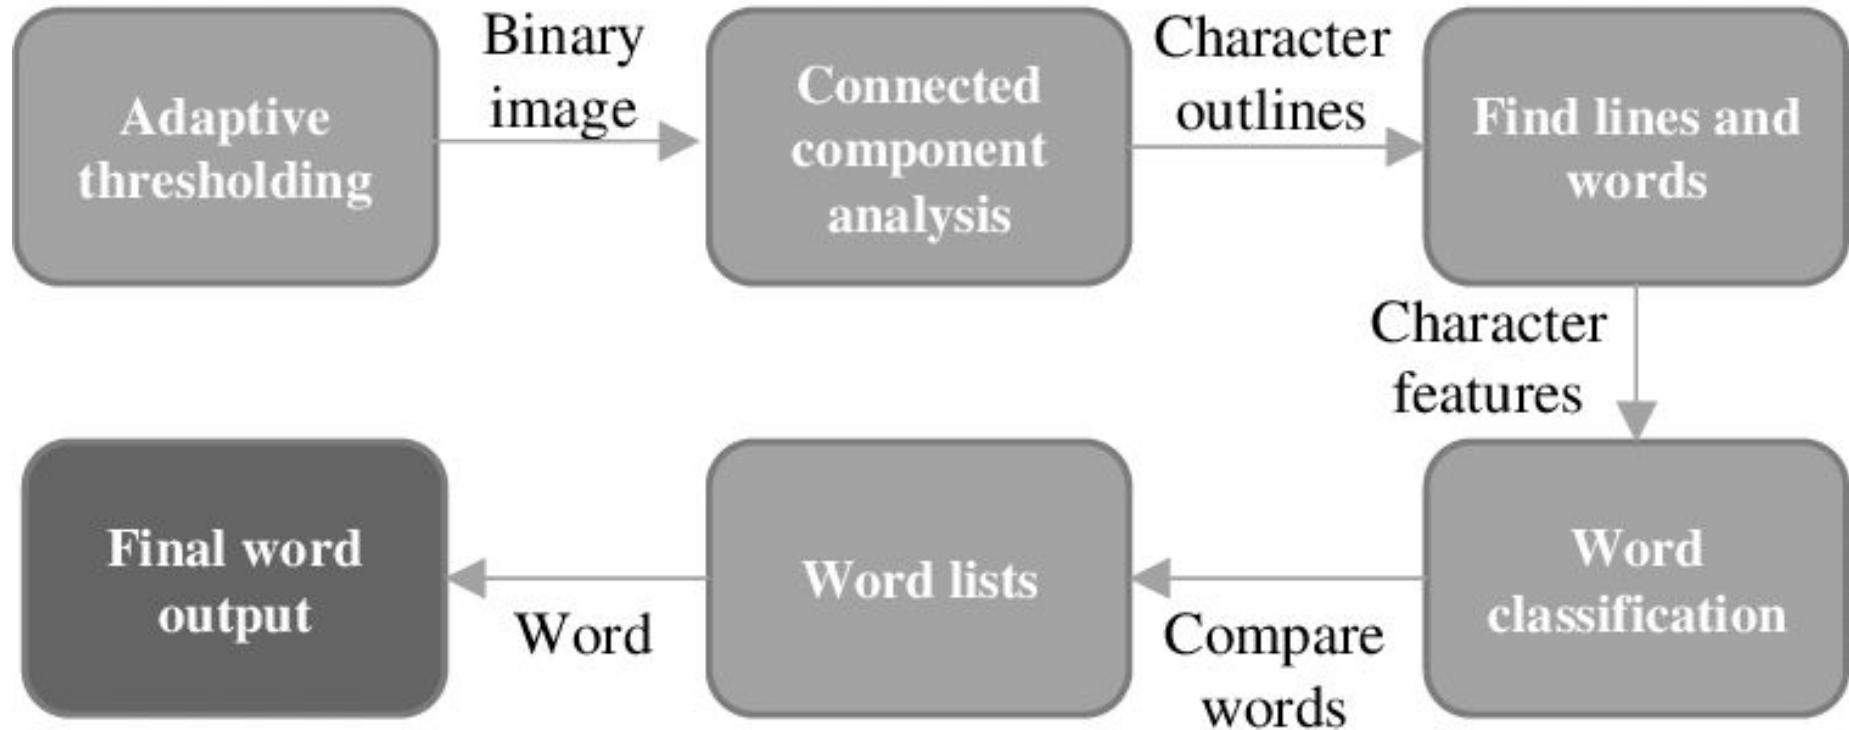 Adaptive
thresholding
Binary
image
Connected
component
analysis
Character
outlines
Find lines and
words
Character
features
Word
classification
Compare
words
Word lists
Word
Final word
output